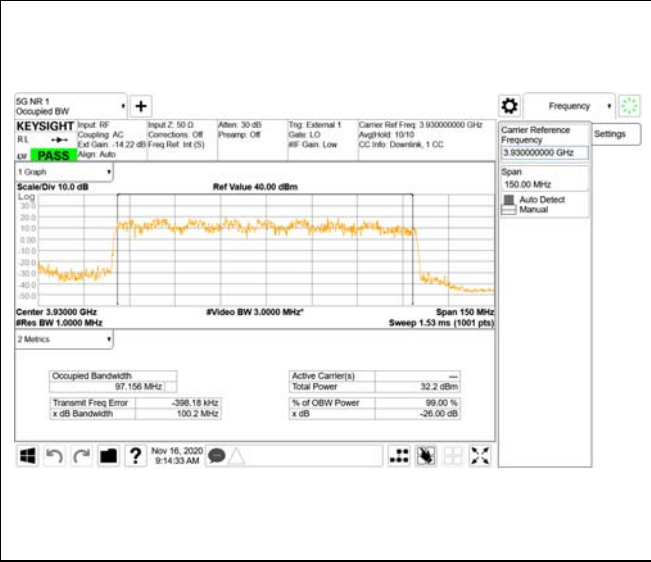 5G NR 1
Occupied BW
Frequency
KEYSIGHT
Input: RF
Coupling: AC
Ext Gain: -14.22 dB
Align: Auto
Input Z: 50 Ω
Corrections: Off
Freq Ref: Int (S)
Atten: 30 dB
Preamp: Off
Trig: External 1
Gate: LO
#IF Gain: Low
Carrier Ref Freq: 3.930000000 GHz
Avg|Hold: 10/10
CC Info: Downlink, 1 CC
R L
PASS
Carrier Reference
Frequency
3.930000000 GHz
Settings
Span
150.00 MHz
Auto Detect
Manual
1 Graph
Scale/Div 10.0 dB
Ref Value 40.00 dBm
Log
30.0
20.0
10.0
0.00
-10.0
-20.0
-30.0
-40.0
-50.0
Center 3.93000 GHz
#Video BW 3.0000 MHz*
Span 150 MHz
#Res BW 1.0000 MHz
Sweep 1.53 ms (1001 pts)
2 Metrics
Occupied Bandwidth
97.156 MHz
Transmit Freq Error -398.18 kHz
x dB Bandwidth 100.2 MHz
Active Carrier(s) —
Total Power 32.2 dBm
% of OBW Power 99.00 %
x dB -26.00 dB
?
Nov 16, 2020
9:14:33 AM